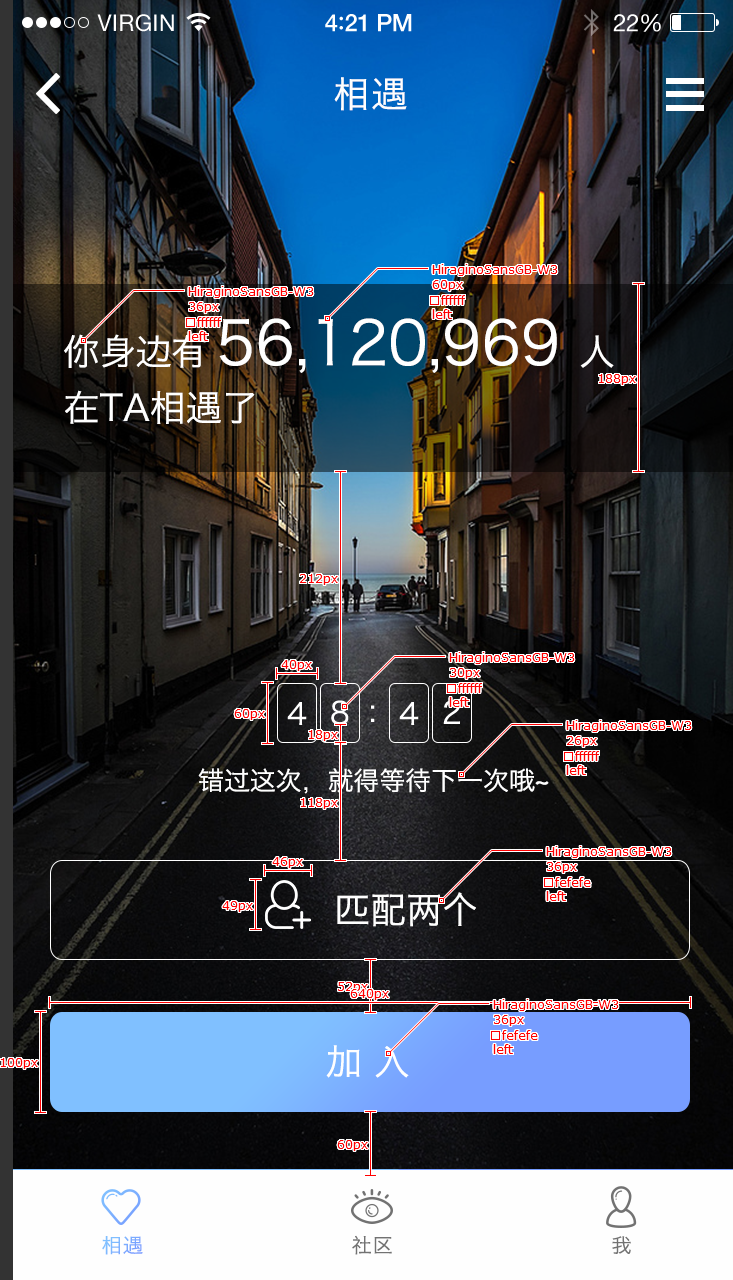 VIRGIN 4:21 PM 22%
相遇
HiraginoSansGB-W3
60px
ffffff
left
HiraginoSansGB-W3
36px
ffffff
left
你身边有 56,120,969 人
188px
在TA相遇了
212px
HiraginoSansGB-W3
30px
ffffff
left
40px
60px
4 8 : 4 2
18px
HiraginoSansGB-W3
26px
ffffff
left
错过这次，就得等待下一次哦~
118px
HiraginoSansGB-W3
36px
fefefe
left
46px
49px
匹配两个
52px
640px
HiraginoSansGB-W3
36px
fefefe
left
100px
加 入
60px
相遇 社区 我